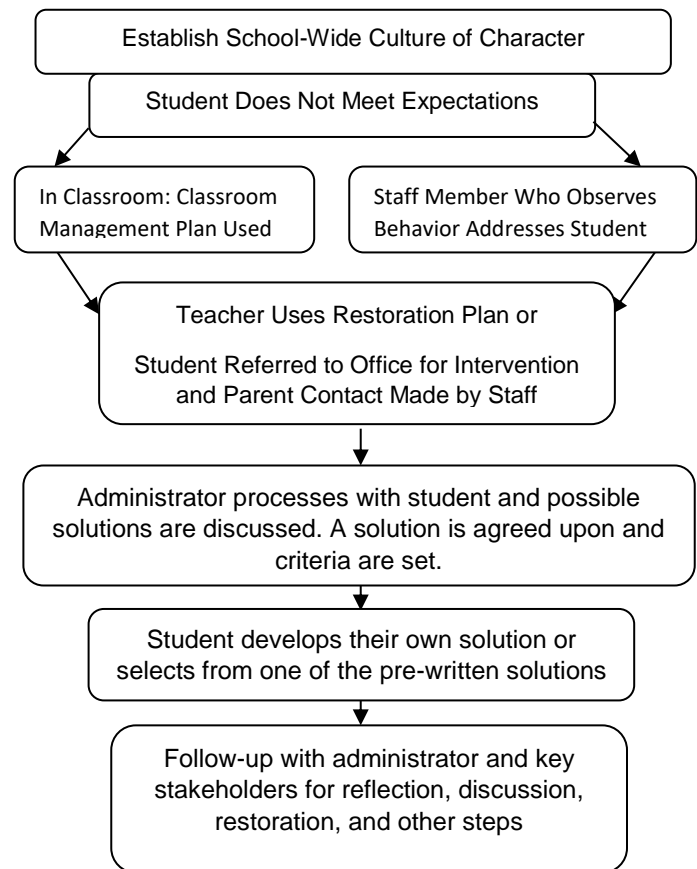 Establish School-Wide Culture of Character
Student Does Not Meet Expectations
In Classroom: Classroom
Management Plan Used
Staff Member Who Observes
Behavior Addresses Student
Teacher Uses Restoration Plan or
Student Referred to Office for Intervention
and Parent Contact Made by Staff
Administrator processes with student and possible
solutions are discussed. A solution is agreed upon and
criteria are set.
Student develops their own solution or
selects from one of the pre-written solutions
Follow-up with administrator and key
stakeholders for reflection, discussion,
restoration, and other steps